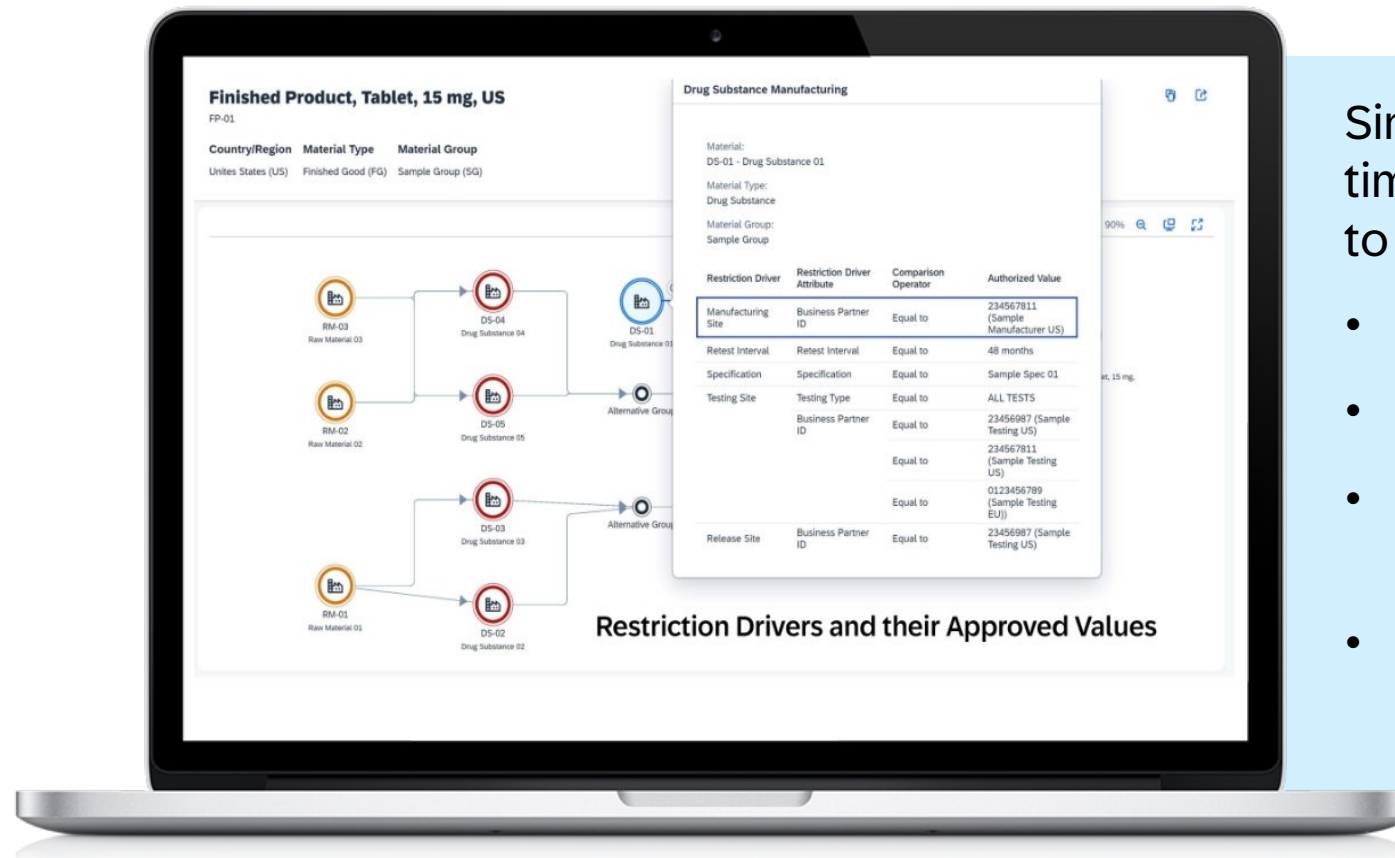 Finished Product, Tablet, 15 mg, US
FP-01
Country/Region Material Type Material Group
Unites States (US) Finished Good (FG) Sample Group (SG)
Drug Substance Manufacturing
Material:
DS-01 - Drug Substance 01
Material Type:
Drug Substance
Material Group:
Sample Group
Restriction Driver
Restriction Driver Attribute
Comparison Operator
Authorized Value
Manufacturing Site
Business Partner ID
Equal to
234567811
(Sample
Manufacturer US)
Retest Interval Retest Interval Equal to 48 months
Specification Specification Equal to Sample Spec 01
Testing Site Testing Type Equal to ALL TESTS
Business Partner ID
Equal to
23456987 (Sample
Testing US)
Equal to
234567811
(Sample Testing
US)
Equal to
0123456789
(Sample Testing
EU))
Release Site
Business Partner ID
Equal to
23456987 (Sample
Testing US)
90%
RM-03
Raw Material 03
DS-04
Drug Substance 04
DS-01
Drug Substance 01
RM-02
Raw Material 02
DS-05
Drug Substance 05
Alternative Group
, 15 mg,
DS-03
Drug Substance 03
Alternative Group
RM-01
Raw Material 01
DS-02
Drug Substance 02
Restriction Drivers and their Approved Values
to